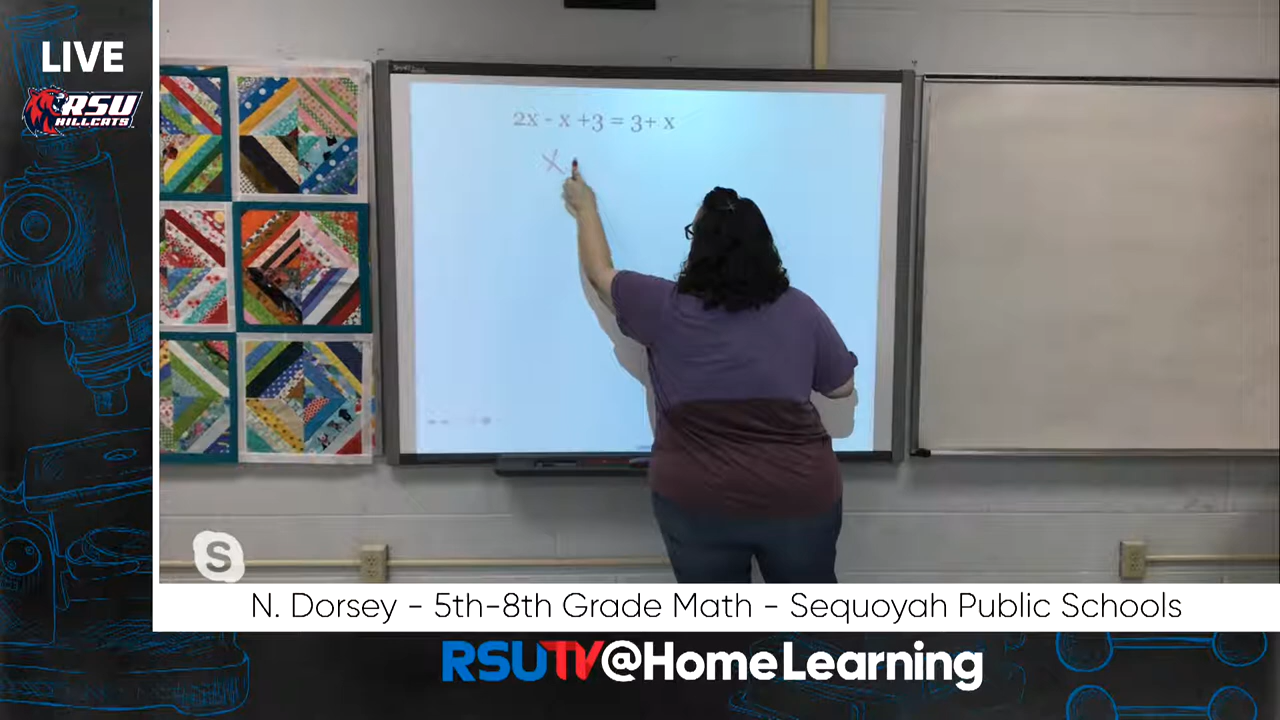 LIVE
RSU
HILLCATS
2x - x +3 = 3+ x
x
S
N. Dorsey - 5th-8th Grade Math - Sequoyah Public Schools
RSUTV@HomeLearning